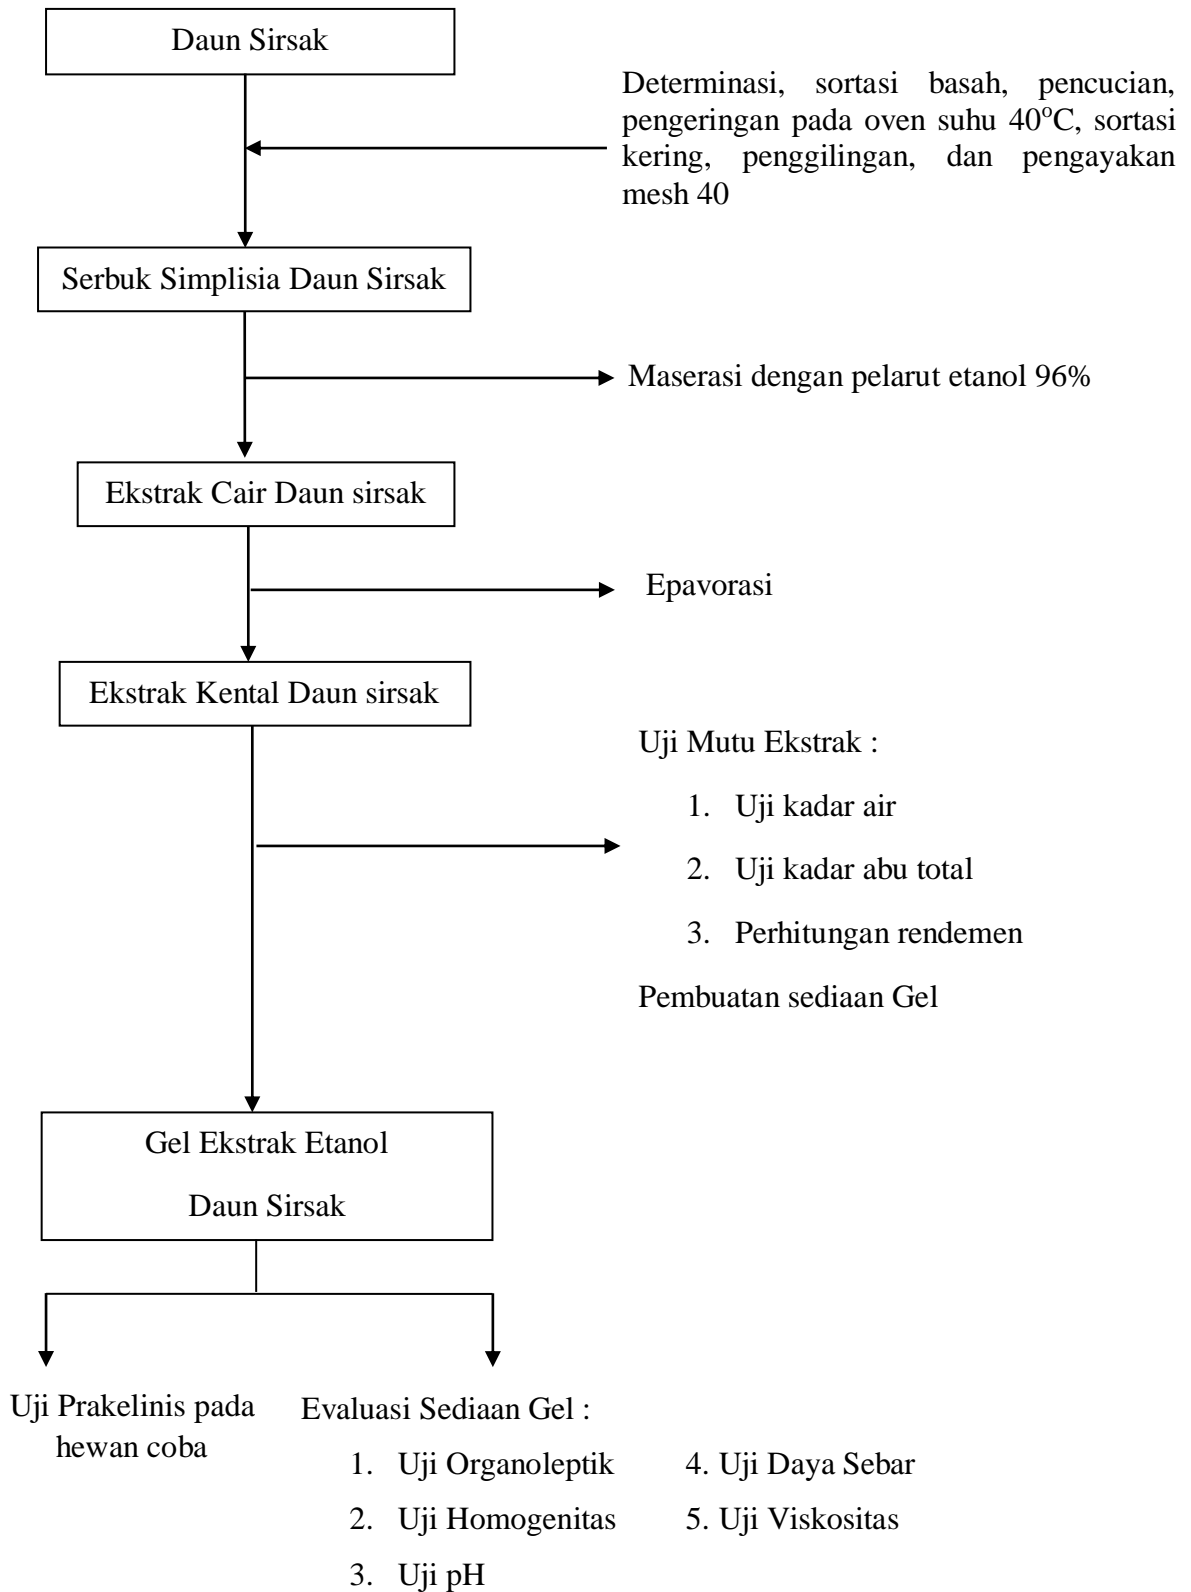 Daun Sirsak
Determinasi, sortasi basah, pencucian,
pengeringan pada oven suhu 40°C, sortasi
kering, penggilingan, dan pengayakan
mesh 40
Serbuk Simplisia Daun Sirsak
Maserasi dengan pelarut etanol 96%
Ekstrak Cair Daun sirsak
Epavorasi
Ekstrak Kental Daun sirsak
Uji Mutu Ekstrak :
1. Uji kadar air
2. Uji kadar abu total
3. Perhitungan rendemen
Pembuatan sediaan Gel
Gel Ekstrak Etanol
Daun Sirsak
Uji Prakelinis pada
hewan coba
Evaluasi Sediaan Gel :
1. Uji Organoleptik
2. Uji Homogenitas
3. Uji pH
4. Uji Daya Sebar
5. Uji Viskositas